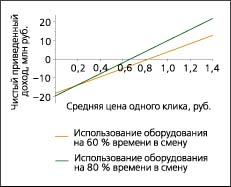 Чистый приведенный
доход, млн руб.
30
20
10
0
−10
−20
0,2 0,4 0,6 0,8 1,0 1,2 1,4
Средняя цена одного клика, руб.
Использование оборудования
на 60 % времени в смену
Использование оборудования
на 80 % времени в смену